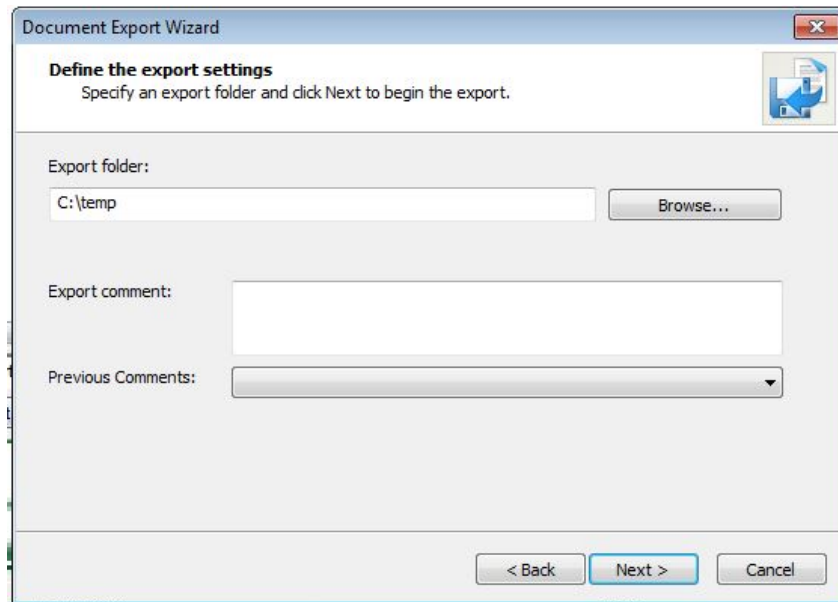 Document Export Wizard
Define the export settings
Specify an export folder and click Next to begin the export.
Export folder:
C:\temp
Browse...
Export comment:
Previous Comments:
< Back
Next >
Cancel